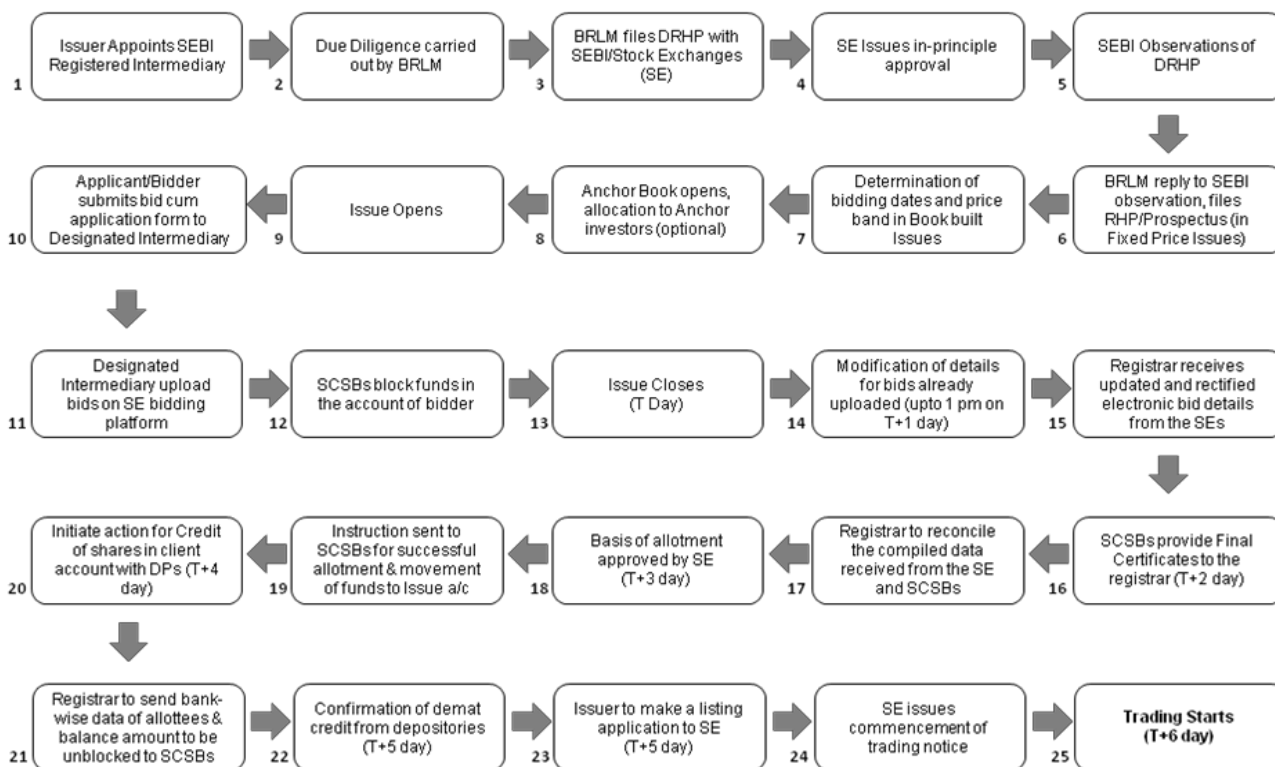 Issuer Appoints SEBI
Registered Intermediary
1
Due Diligence carried
out by BRLM
2
BRLM files DRHP with
SEBI/Stock Exchanges
(SE)
3
SE Issues in-principle
approval
4
SEBI Observations of
DRHP
5
BRLM reply to SEBI
observation, files
RHP/Prospectus (in
Fixed Price Issues)
6
Determination of
bidding dates and price
band in Book built
Issues
7
Anchor Book opens,
allocation to Anchor
investors (optional)
8
Issue Opens
9
Applicant/Bidder
submits bid cum
application form to
Designated Intermediary
10
Designated
Intermediary upload
bids on SE bidding
platform
11
SCSBs block funds in
the account of bidder
12
Issue Closes
(T Day)
13
Modification of details
for bids already
uploaded (upto 1 pm on
T+1 day)
14
Registrar receives
updated and rectified
electronic bid details
from the SEs
15
SCSBs provide Final
Certificates to the
registrar (T+2 day)
16
Registrar to reconcile
the compiled data
received from the SE
and SCSBs
17
Basis of allotment
approved by SE
(T+3 day)
18
Instruction sent to
SCSBs for successful
allotment & movement
of funds to Issue a/c
19
Initiate action for Credit
of shares in client
account with DPs (T+4
day)
20
Registrar to send bank-
wise data of allottees &
balance amount to be
unblocked to SCSBs
21
Confirmation of demat
credit from depositories
(T+5 day)
22
Issuer to make a listing
application to SE
(T+5 day)
23
SE issues
commencement of
trading notice
24
Trading Starts
(T+6 day)
25